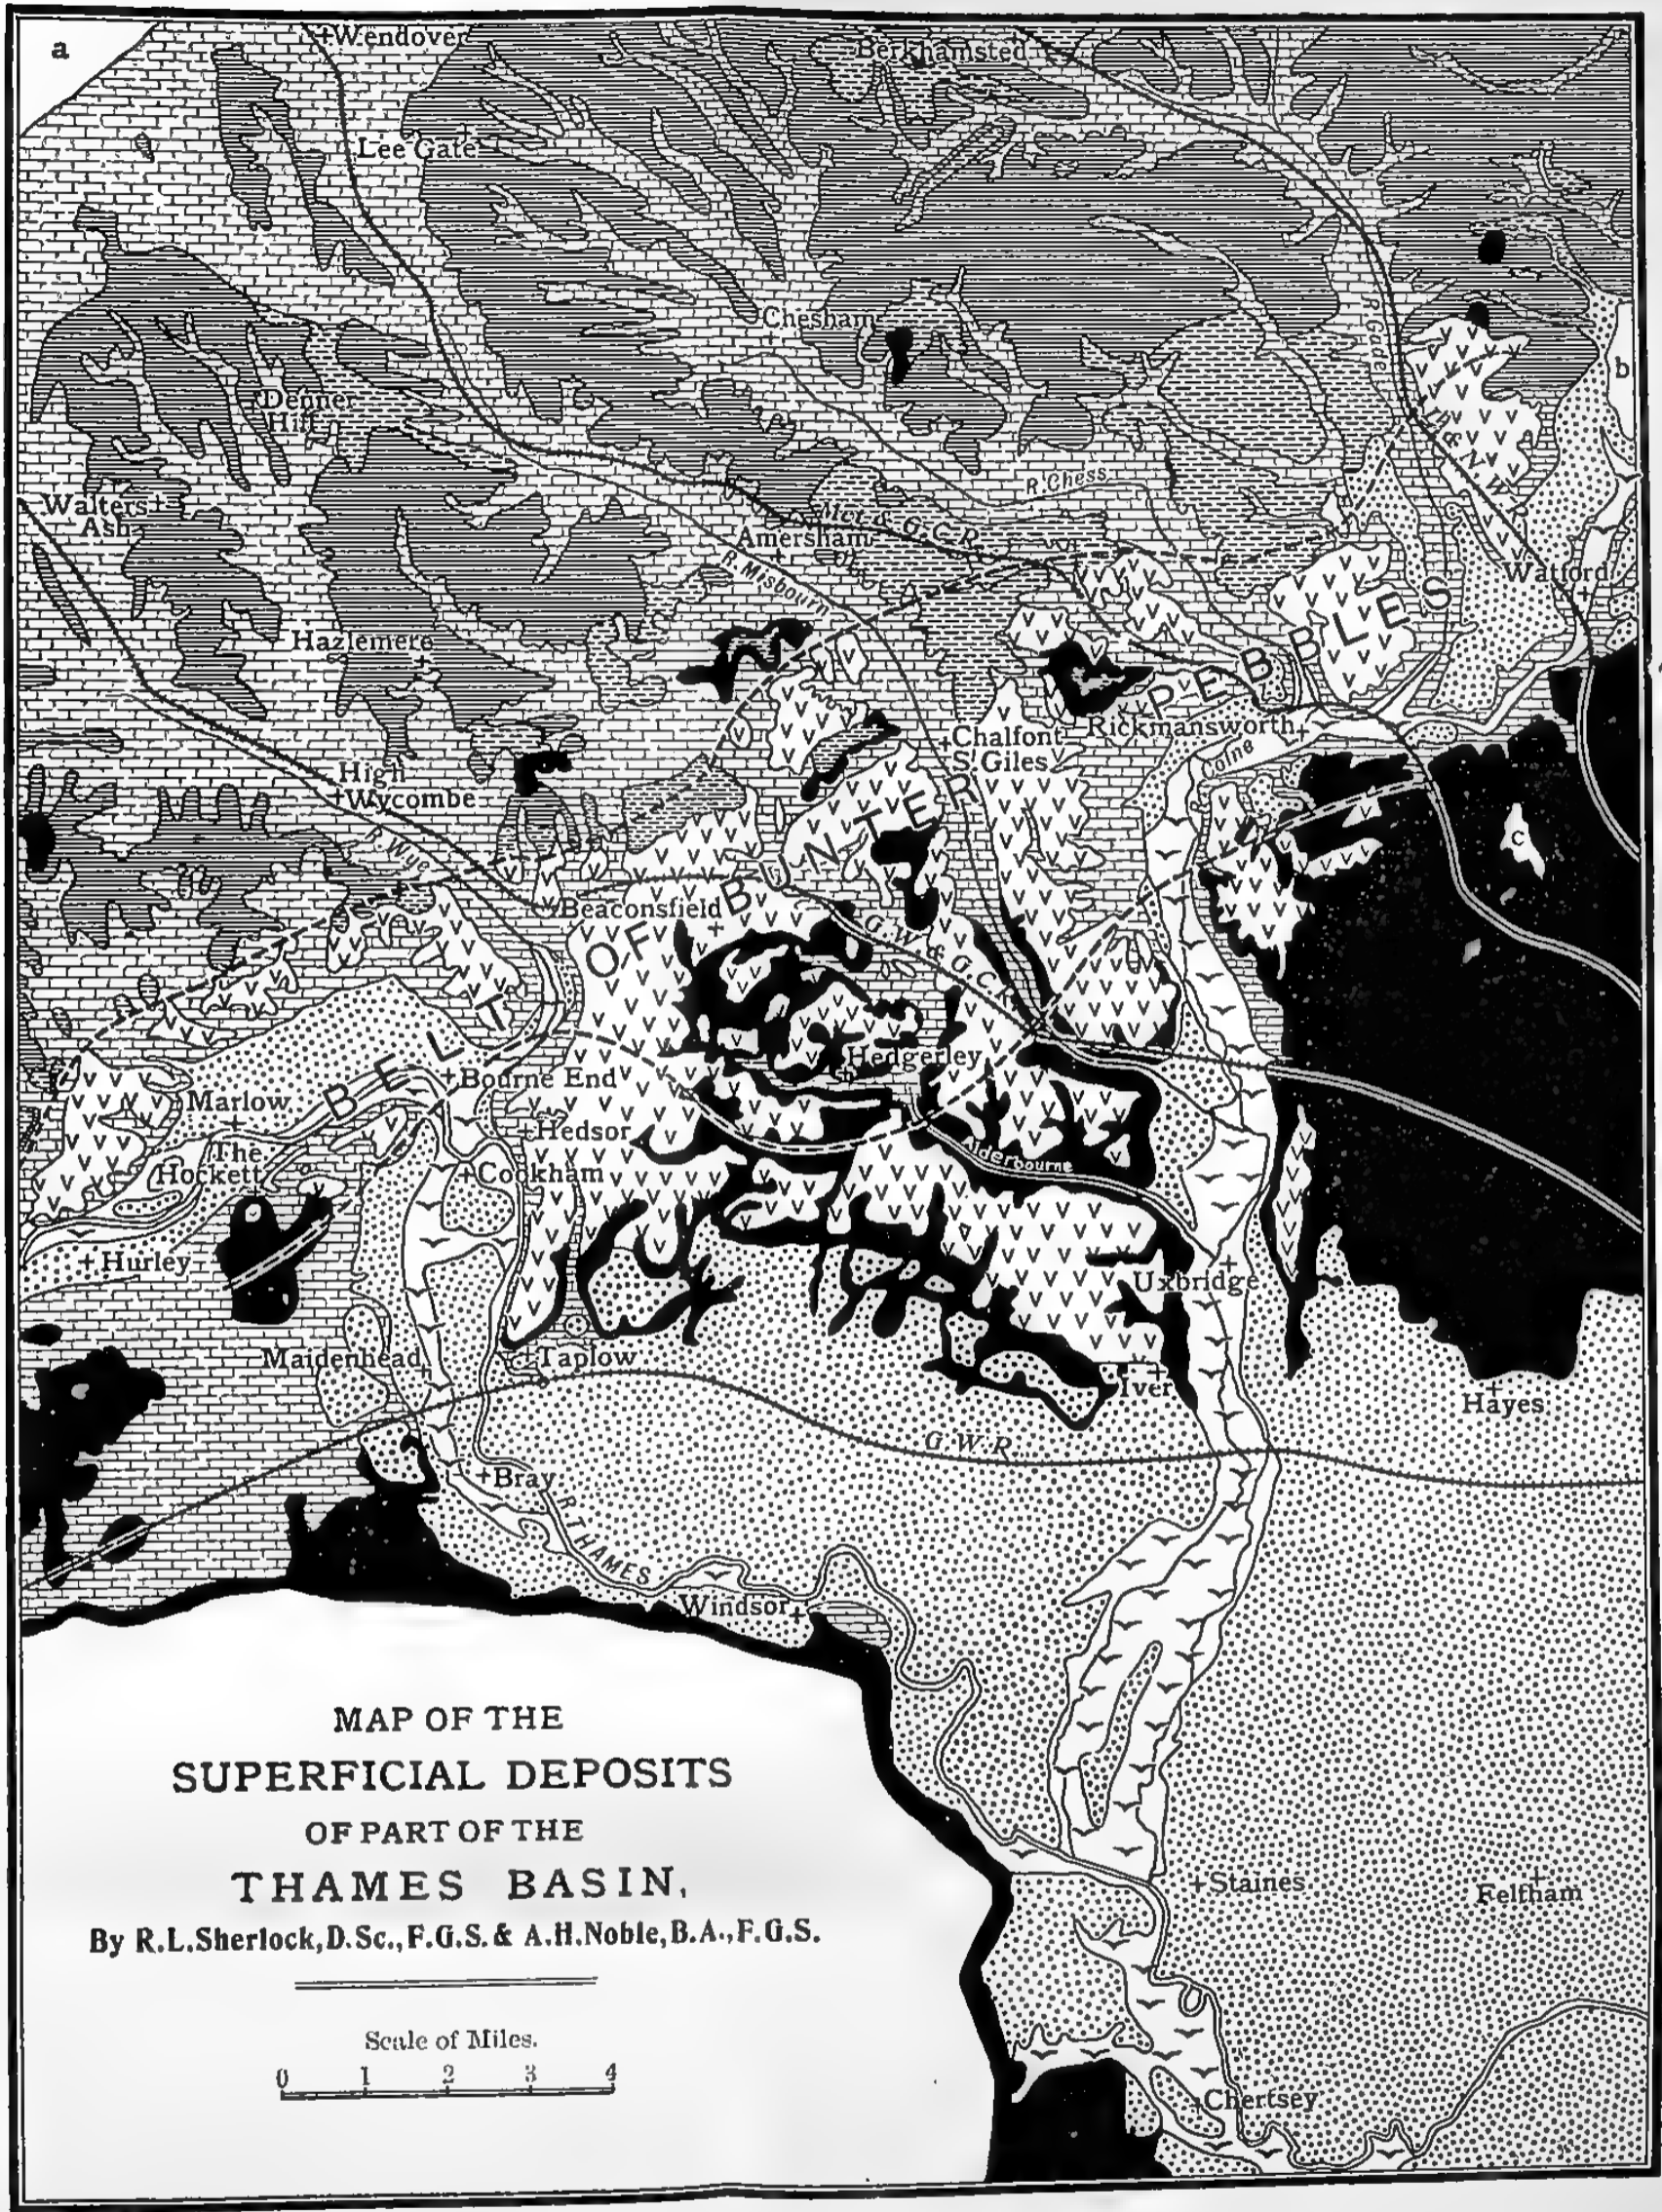 a
Wendover
Berkhamsted
Lee Gate
Chesham
R. Gade
b
Denner
Hill
L. & N. W. R.
R. Chess
Walters
Ash
Met. & G. C. R.
Amersham
R. Misbourn
Watford
Hazlemere
BELT OF BUNTER PEBBLES
Rickmansworth
Chalfont
S. Giles
Colne
High
Wycombe
R. Wye
c
Beaconsfield
G. W. & G. C. R.
Hedgerley
Bourne End
Marlow
Hedsor
The
Hockett
Cookham
Alderbourne
Hurley
Uxbridge
Maidenhead
Taplow
Iver
Hayes
G. W. R.
Bray
R. THAMES
Windsor
MAP OF THE
SUPERFICIAL DEPOSITS
OF PART OF THE
THAMES BASIN,
By R.L.Sherlock, D.Sc., F.G.S. & A.H.Noble, B.A., F.G.S.
Staines
Feltham
Scale of Miles.
0 1 2 3 4
Chertsey